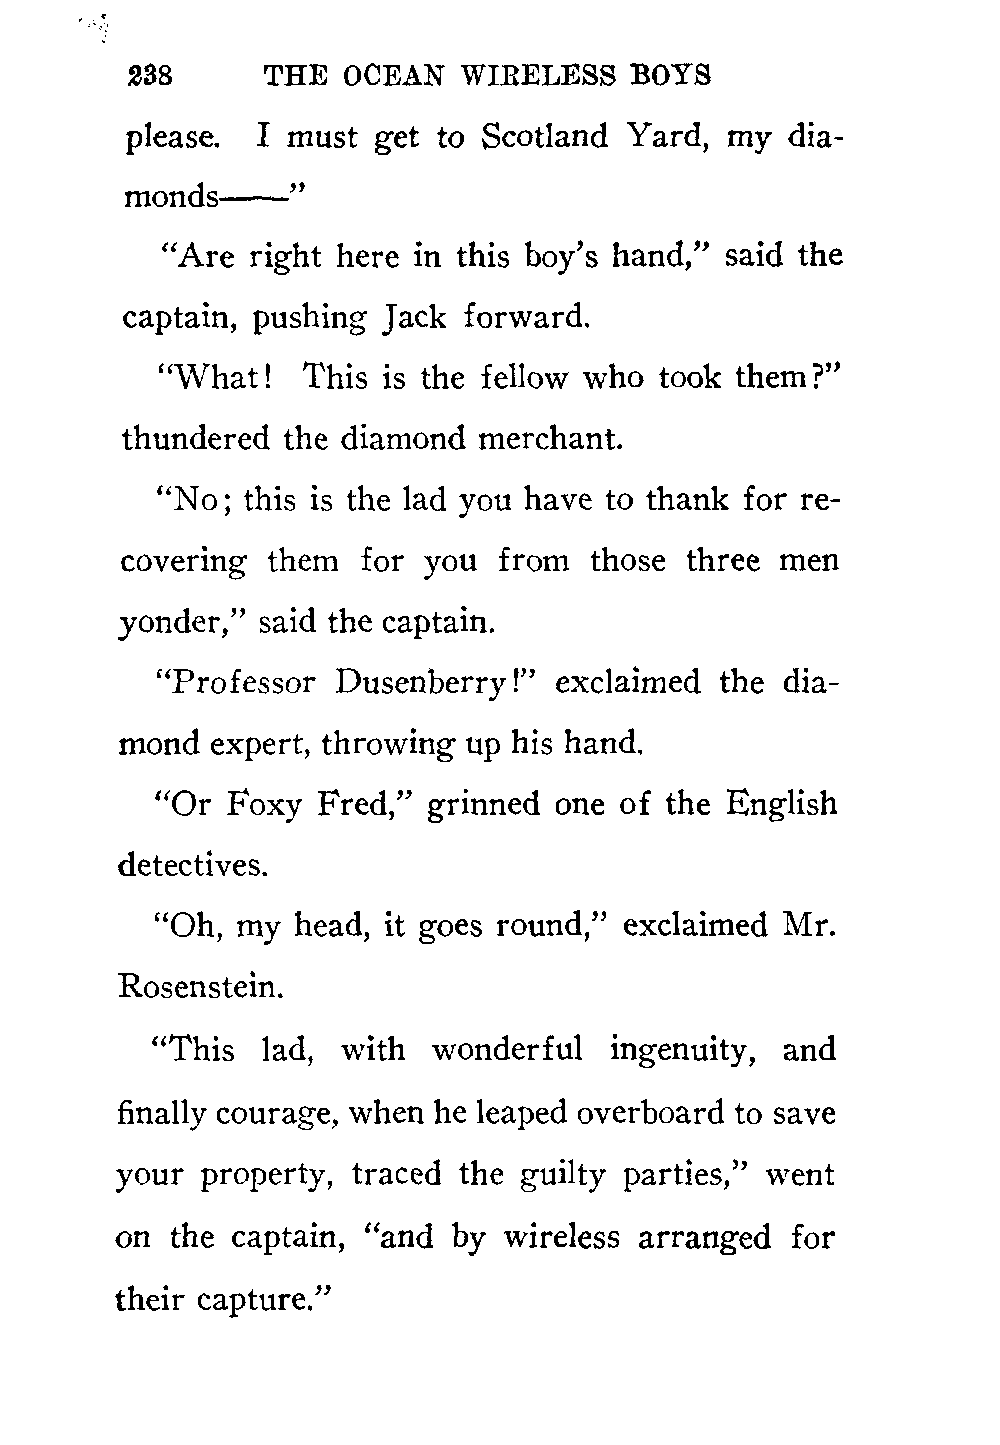 238 THE OCEAN WIRELESS BOYS
please. I must get to Scotland Yard, my dia-
monds——”
“Are right here in this boy’s hand,” said the
captain, pushing Jack forward.
“What! This is the fellow who took them?”
thundered the diamond merchant.
“No; this is the lad you have to thank for re-
covering them for you from those three men
yonder,” said the captain.
“Professor Dusenberry!” exclaimed the dia-
mond expert, throwing up his hand.
“Or Foxy Fred,” grinned one of the English
detectives.
“Oh, my head, it goes round,” exclaimed Mr.
Rosenstein.
“This lad, with wonderful ingenuity, and
finally courage, when he leaped overboard to save
your property, traced the guilty parties,” went
on the captain, “and by wireless arranged for
their capture.”